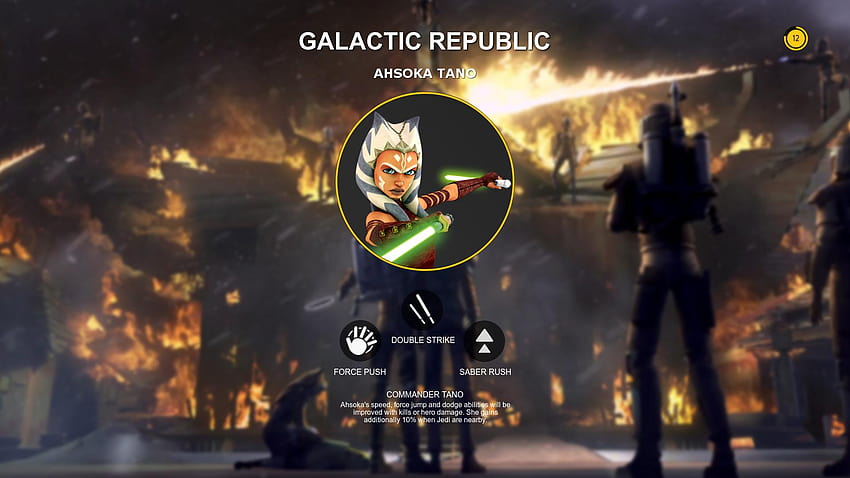 GALACTIC REPUBLIC
12
AHSOKA TANO
DOUBLE STRIKE
FORCE PUSH
SABER RUSH
COMMANDER TANO
Ahsoka's speed, force jump and dodge abilities will be
improved with kills or hero damage. She gains
additionally 10% when Jedi are nearby.